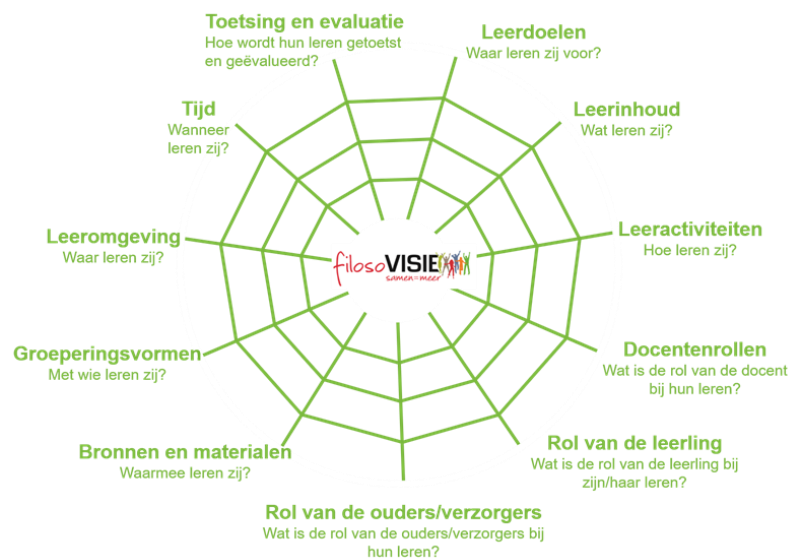 Toetsing en evaluatie
Hoe wordt hun leren getoetst
en geëvalueerd?
Leerdoelen
Waar leren zij voor?
Leerinhoud
Wat leren zij?
Leeractiviteiten
Hoe leren zij?
Docentenrollen
Wat is de rol van de docent
bij hun leren?
Rol van de leerling
Wat is de rol van de leerling bij
zijn/haar leren?
Rol van de ouders/verzorgers
Wat is de rol van de ouders/verzorgers bij
hun leren?
Bronnen en materialen
Waarmee leren zij?
Groeperingsvormen
Met wie leren zij?
Leeromgeving
Waar leren zij?
Tijd
Wanneer
leren zij?
filosoVISIE
samen=meer